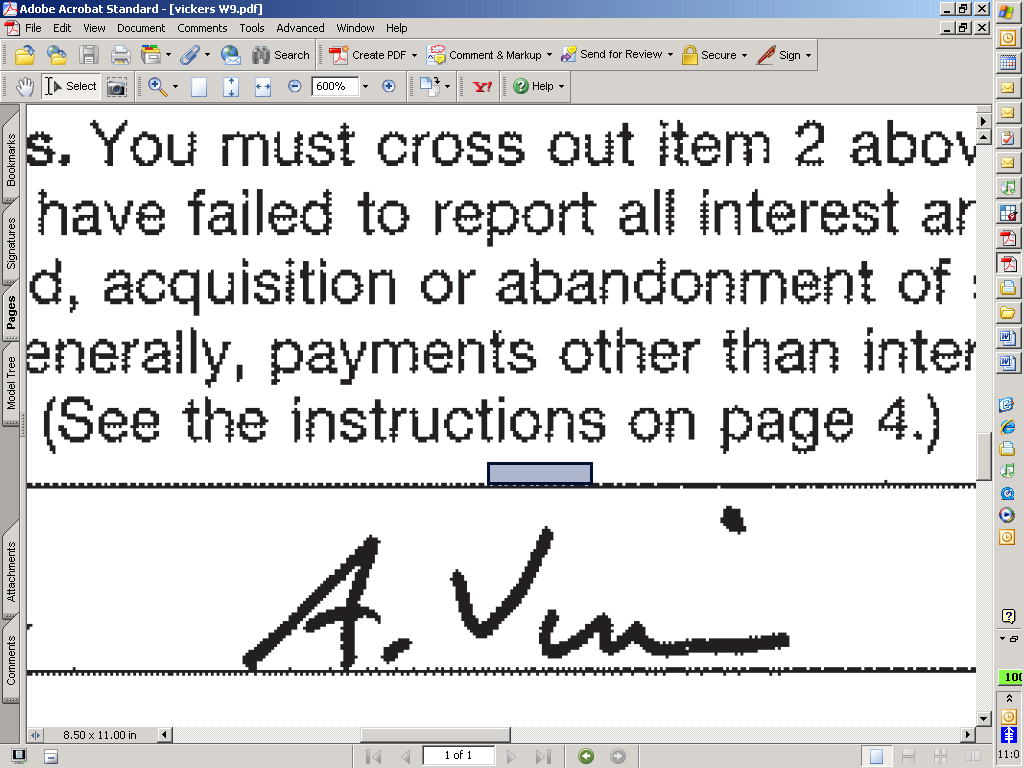 Adobe Acrobat Standard - [vickers W9.pdf]
File Edit View Document Comments Tools Advanced Window Help
Search Create PDF Comment & Markup Send for Review Secure Sign
Select 600% Y! Help
Bookmarks
Signatures
Pages
Model Tree
Attachments
Comments
s. You must cross out item 2 abov
have failed to report all interest ar
d, acquisition or abandonment of
enerally, payments other than inter
(See the instructions on page 4.)
A. V
8.50 x 11.00 in
1 of 1
100
11:0